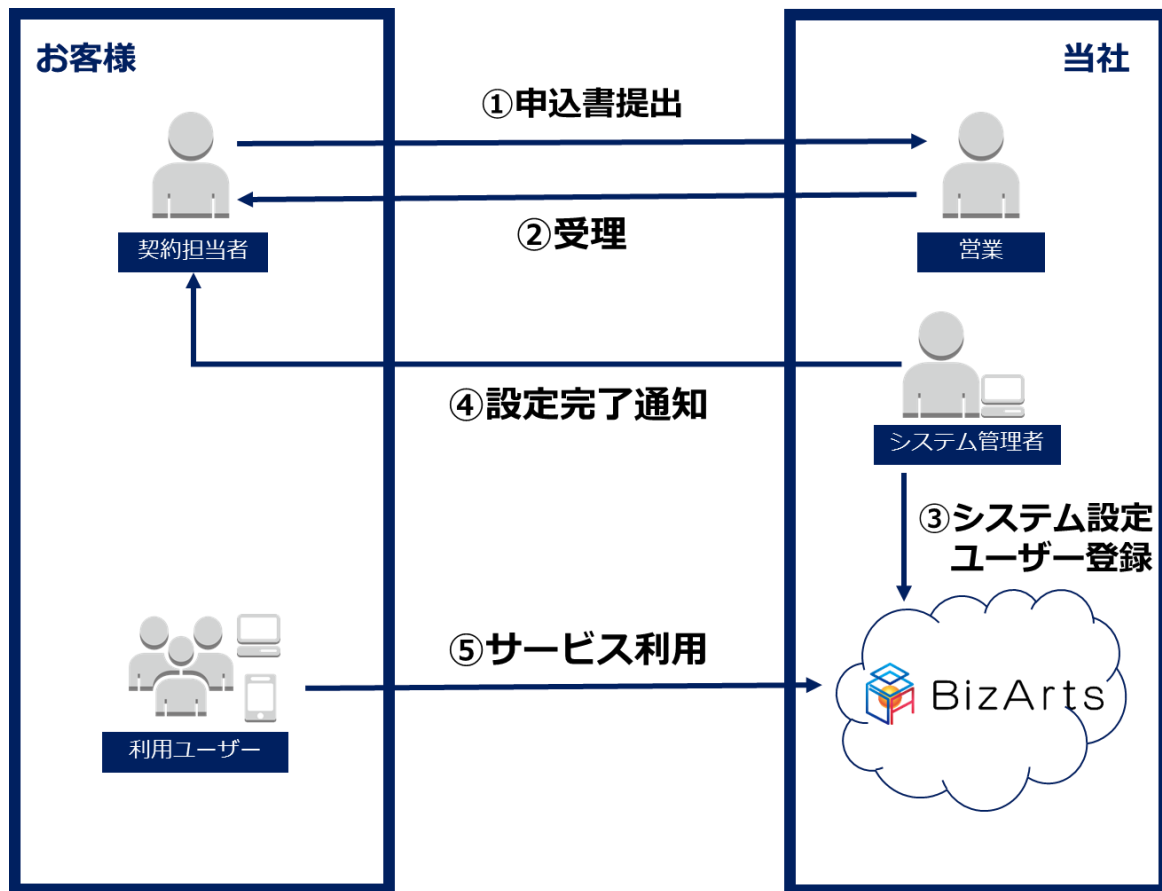 お客様
当社
①申込書提出
②受理
契約担当者
営業
④設定完了通知
システム管理者
③システム設定
ユーザー登録
⑤サービス利用
BizArts
利用ユーザー